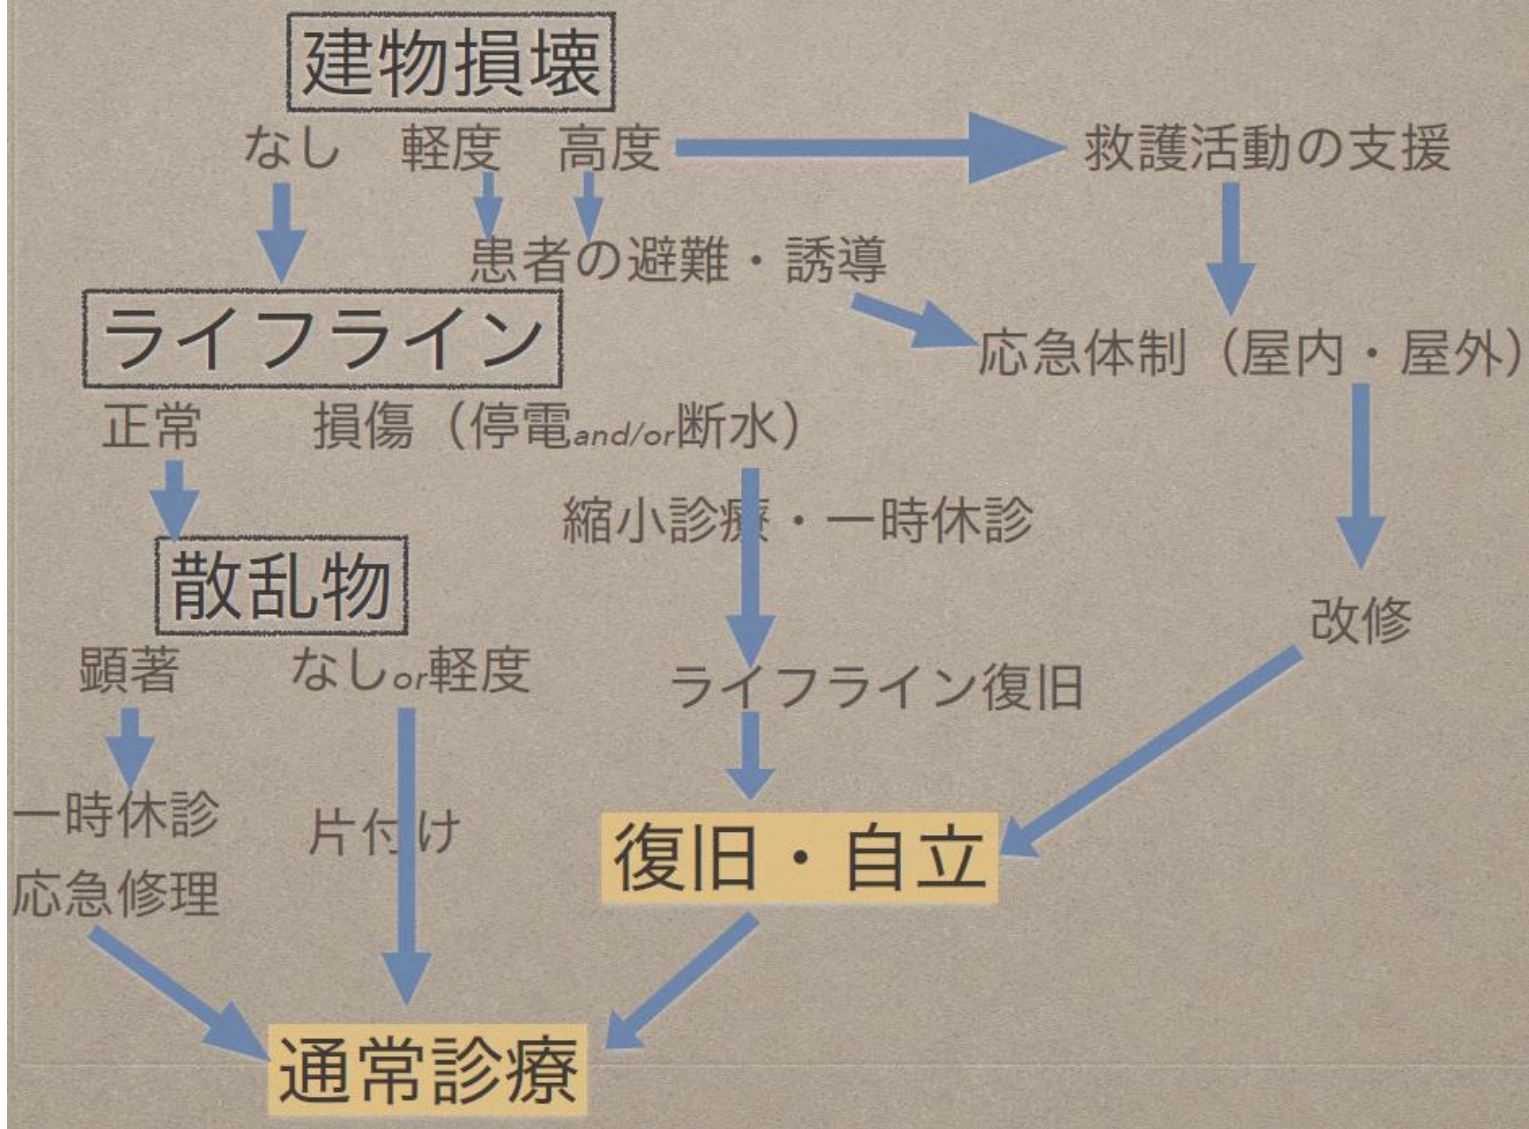 建物損壊
なし 軽度 高度 救護活動の支援
患者の避難・誘導
ライフライン
応急体制（屋内・屋外）
正常 損傷（停電and/or断水）
縮小診療・一時休診
散乱物
改修
顕著 なしor軽度 ライフライン復旧
一時休診
片付け
応急修理
復旧・自立
通常診療